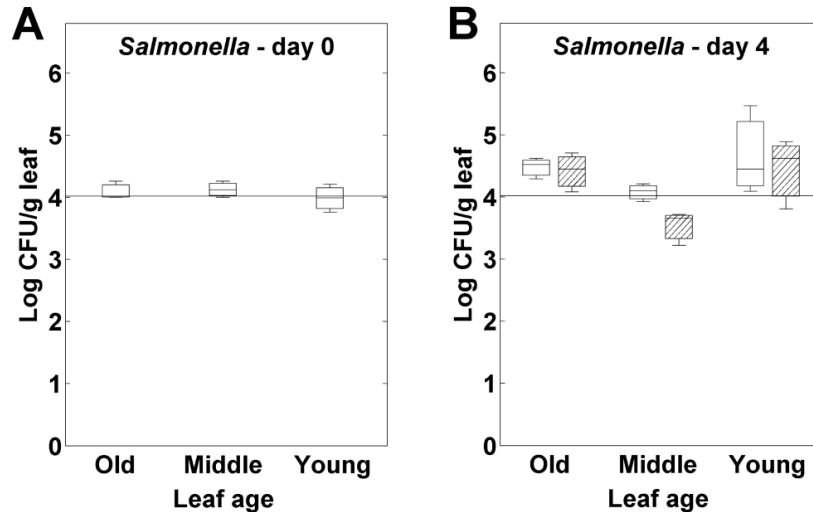 A
Salmonella - day 0
Log CFU/g leaf
6
5
4
3
2
1
0
Old Middle Young
Leaf age
B
Salmonella - day 4
Log CFU/g leaf
6
5
4
3
2
1
0
Old Middle Young
Leaf age